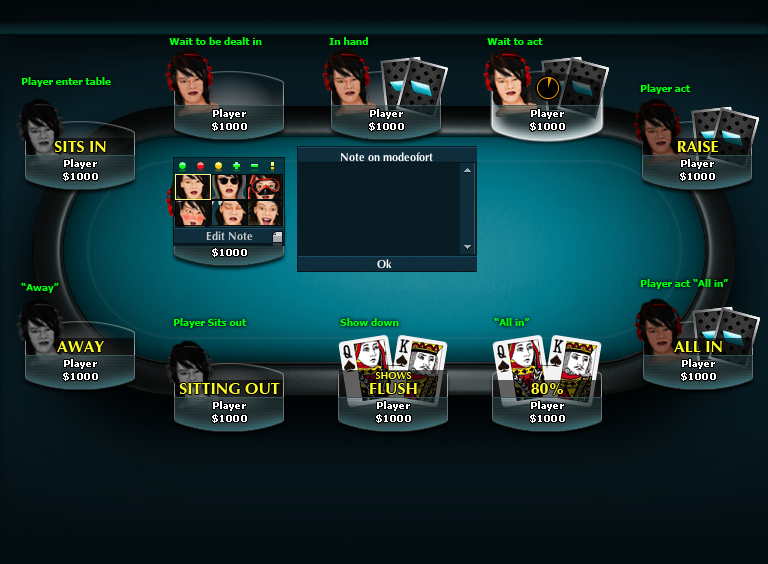 Wait to be dealt in
In hand
Wait to act
Player enter table
Player act
Player
$1000
Player
$1000
Player
$1000
SITS IN
Player
$1000
RAISE
Player
$1000
Note on modeofort
Edit Note
$1000
Ok
"Away"
Player act "All in"
Player Sits out
Show down
"All in"
AWAY
Player
$1000
Q
K
Q
K
ALL IN
Player
$1000
SITTING OUT
Player
$1000
SHOWS
FLUSH
Player
$1000
80%
Player
$1000